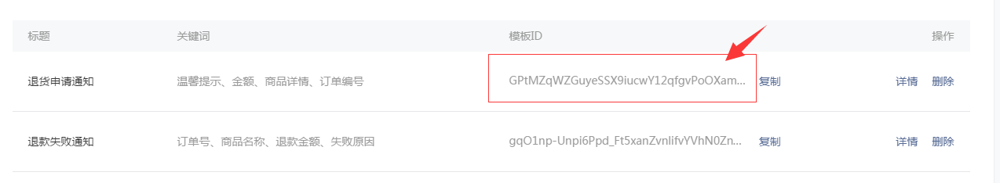 标题 关键词 模板ID 操作
退货申请通知 温馨提示、金额、商品详情、订单编号 GPtMZqWZGuyeSSX9iucwY12qfgvPoOXam... 复制 详情 删除
退款失败通知 订单号、商品名称、退款金额、失败原因 gqO1np-Unpi6Ppd_Ft5xanZvnlifvYVhN0Zn... 复制 详情 删除